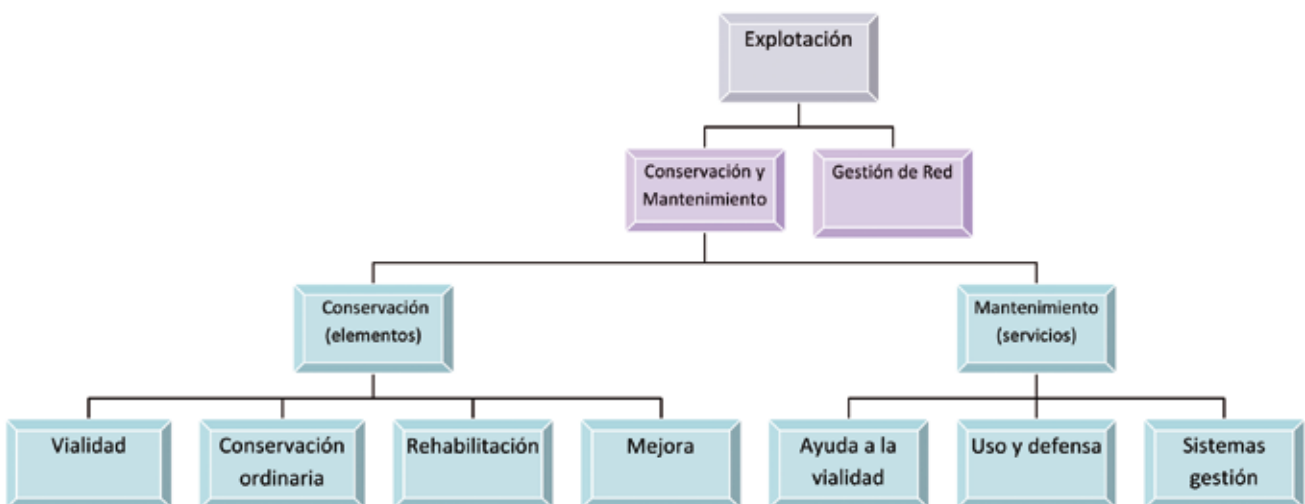 Explotación
Conservación y
Mantenimiento
Gestión de Red
Conservación
(elementos)
Mantenimiento
(servicios)
Vialidad
Conservación
ordinaria
Rehabilitación
Mejora
Ayuda a la
vialidad
Uso y defensa
Sistemas
gestión